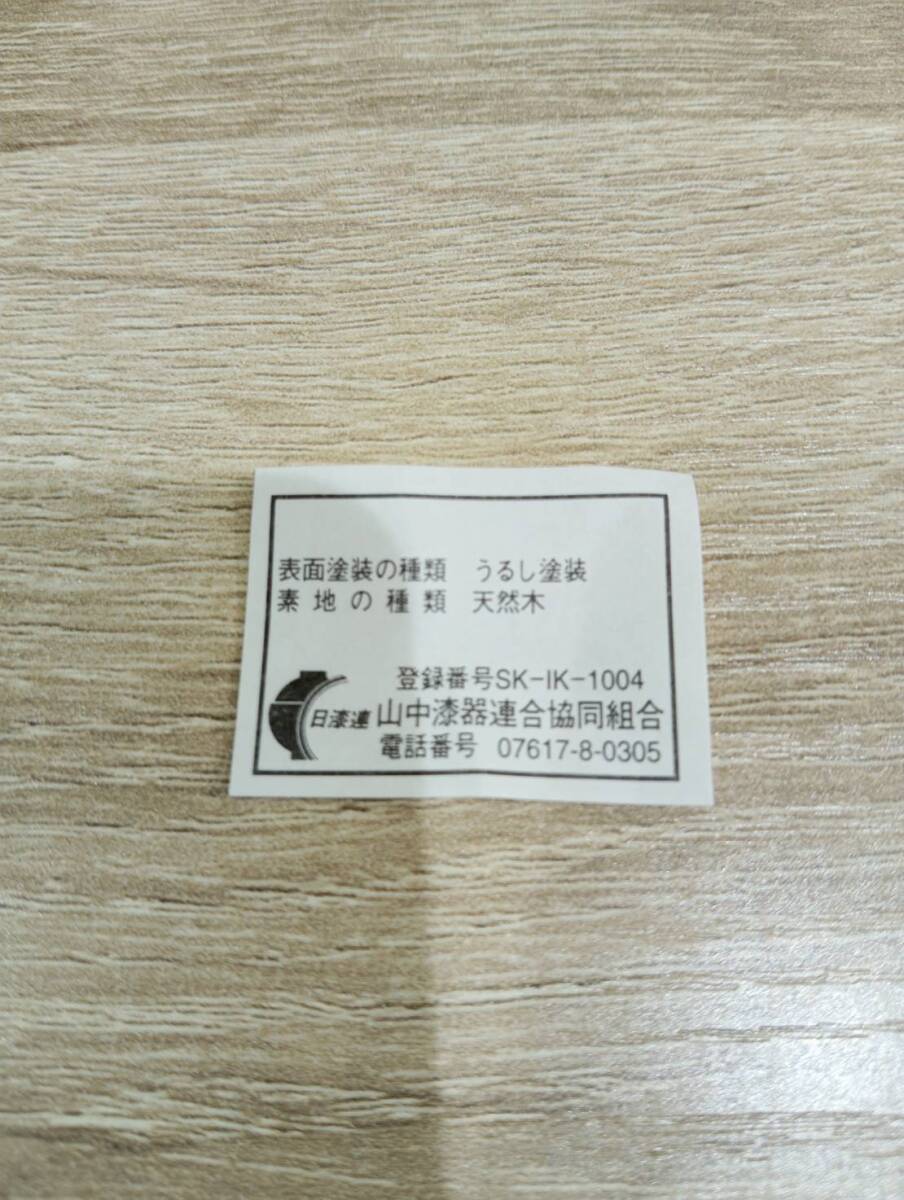 表面塗装の種類 うるし塗装
素地の種類 天然木
登録番号SK-IK-1004
日漆連 山中漆器連合協同組合
電話番号 07617-8-0305